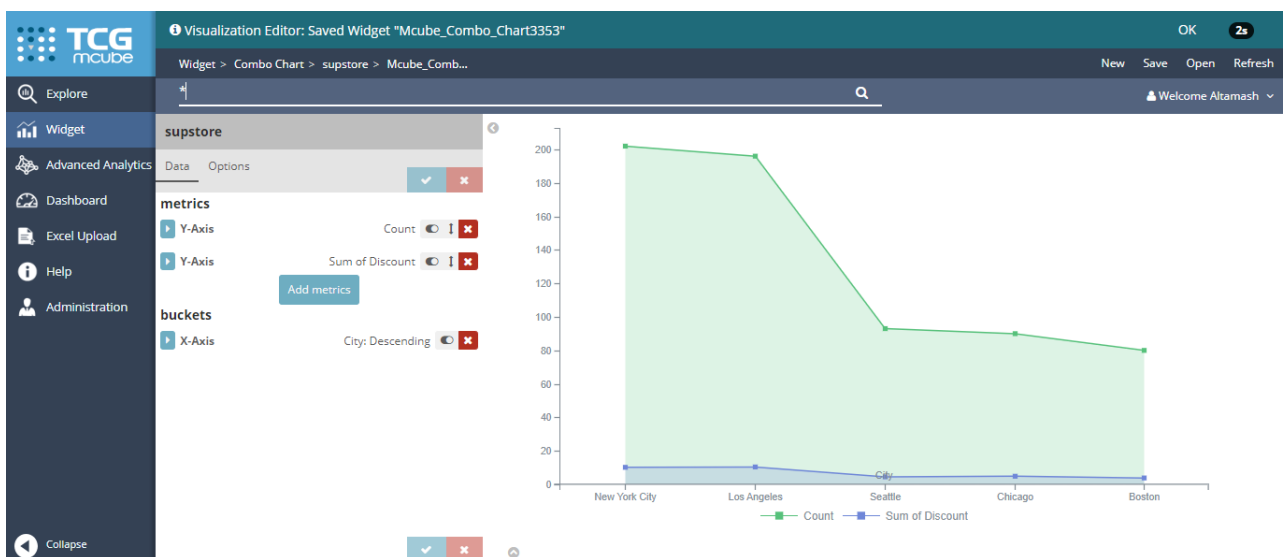 TCG
mcube
Visualization Editor: Saved Widget "Mcube_Combo_Chart3353"
OK
2s
Widget > Combo Chart > supstore > Mcube_Comb...
New Save Open Refresh
*
Welcome Altamash
Explore
Widget
Advanced Analytics
Dashboard
Excel Upload
Help
Administration
Collapse
supstore
Data Options
metrics
Y-Axis Count
Y-Axis Sum of Discount
Add metrics
buckets
X-Axis City: Descending
200
180
160
140
120
100
80
60
40
20
0
City
New York City Los Angeles Seattle Chicago Boston
Count Sum of Discount